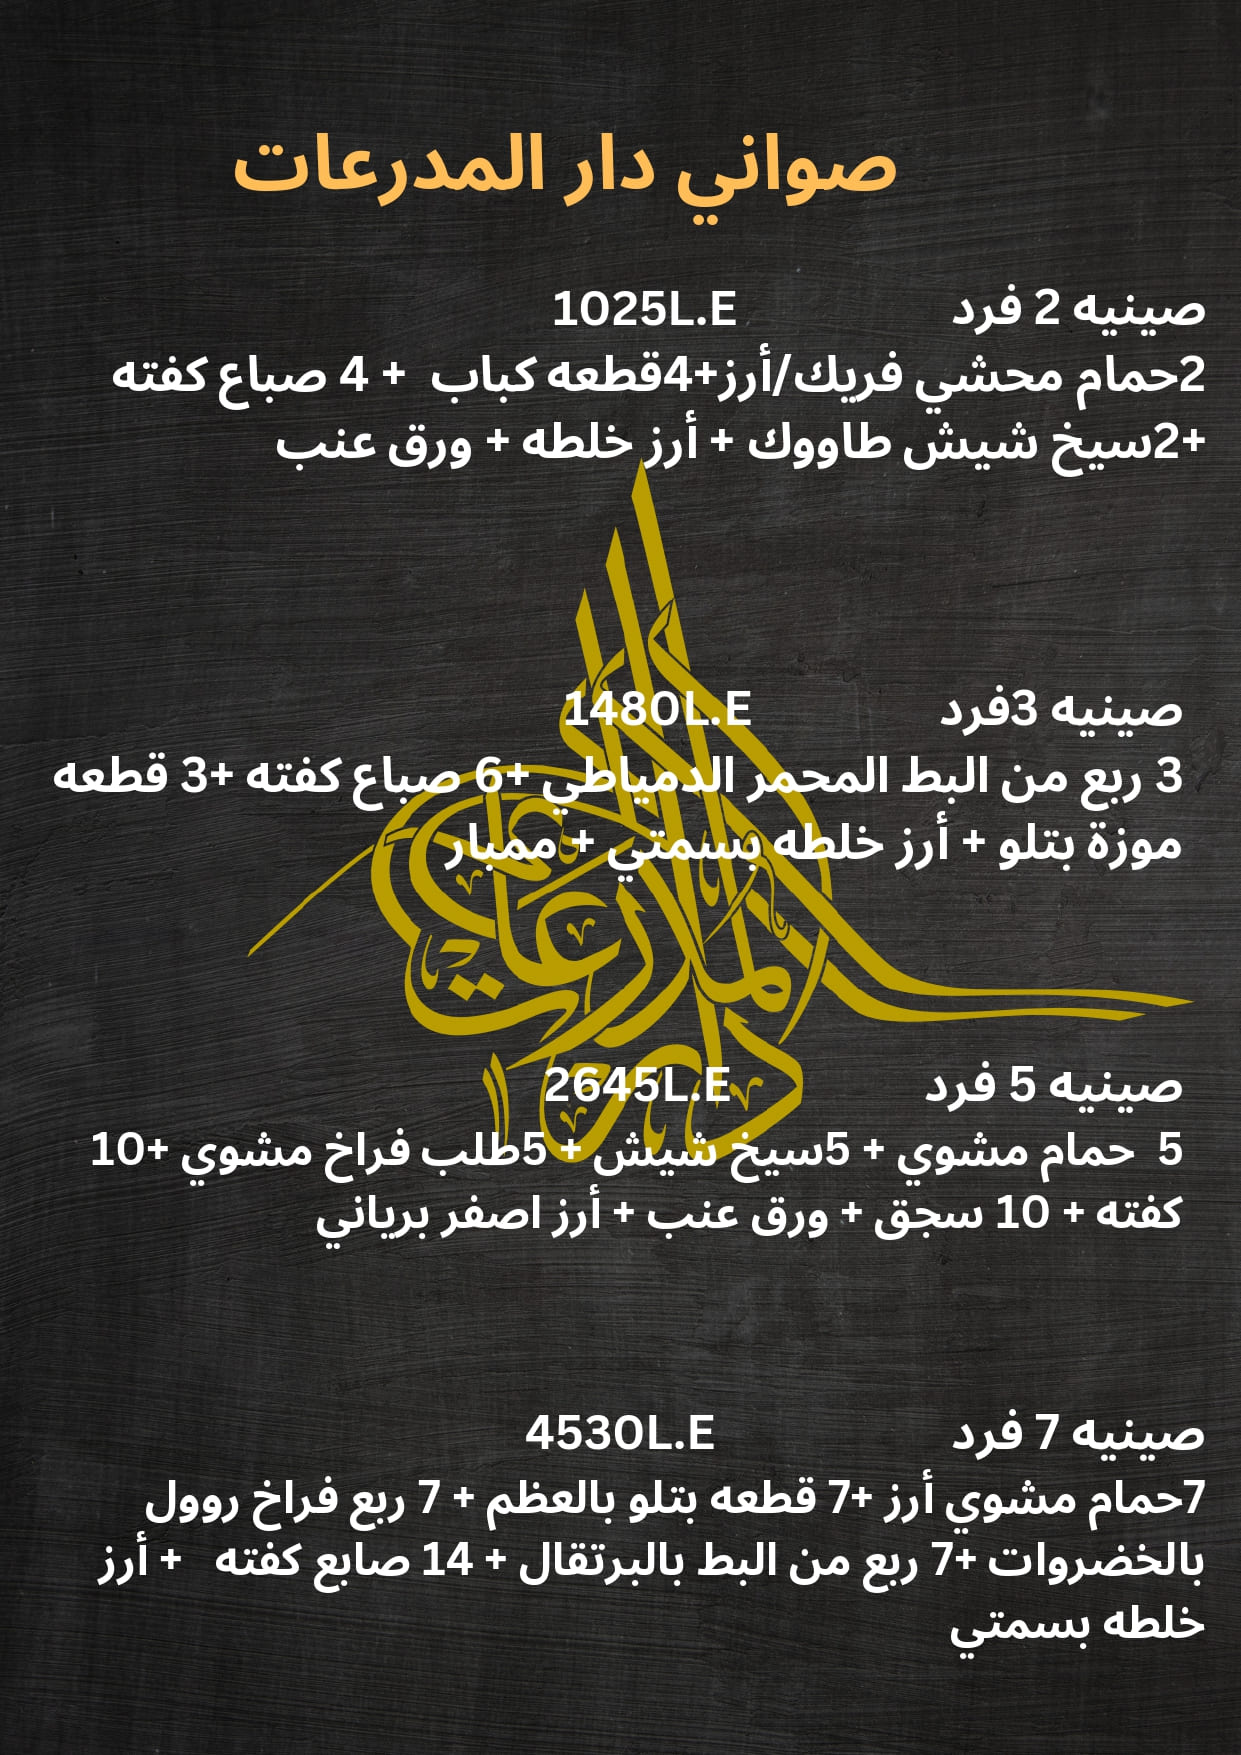 صواني دار المدرعات
صينيه 2 فرد 1025L.E
2حمام محشي فريك/أرز+4قطعه كباب + 4 صباع كفته
+2سيخ شيش طاووك + أرز خلطه + ورق عنب
صينيه 3فرد 1480L.E
3 ربع من البط المحمر الدمياطي +6 صباع كفته +3 قطعه
موزة بتلو + أرز خلطه بسمتي + ممبار
دار المدرعات
صينيه 5 فرد 2645L.E
5 حمام مشوي + 5سيخ شيش + 5طلب فراخ مشوي +10
كفته + 10 سجق + ورق عنب + أرز اصفر برياني
صينيه 7 فرد 4530L.E
7حمام مشوي أرز +7 قطعه بتلو بالعظم + 7 ربع فراخ روول
بالخضروات +7 ربع من البط بالبرتقال + 14 صابع كفته + أرز
خلطه بسمتي